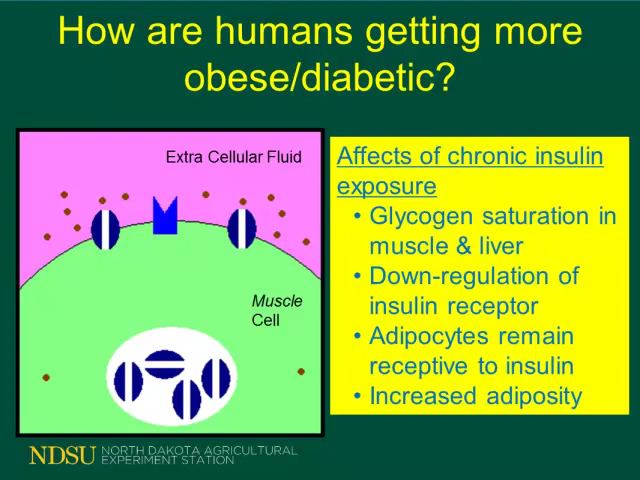 How are humans getting more
obese/diabetic?
Extra Cellular Fluid
Muscle
Cell
Affects of chronic insulin
exposure
• Glycogen saturation in
muscle & liver
• Down-regulation of
insulin receptor
• Adipocytes remain
receptive to insulin
• Increased adiposity
NDSU NORTH DAKOTA AGRICULTURAL
EXPERIMENT STATION